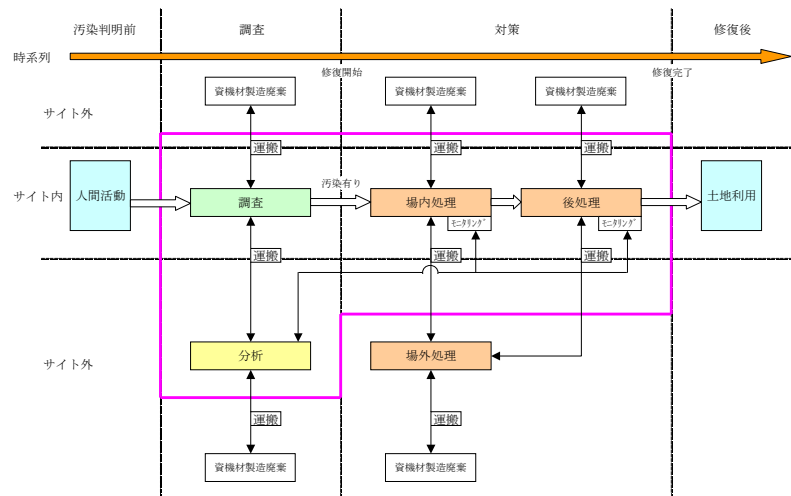 汚染判明前
調査
対策
修復後
時系列
修復開始
修復完了
資機材製造廃棄
資機材製造廃棄
資機材製造廃棄
サイト外
運搬
運搬
運搬
サイト内
人間活動
調査
汚染有り
場内処理
ﾓﾆﾀﾘﾝｸﾞ
後処理
ﾓﾆﾀﾘﾝｸﾞ
土地利用
運搬
運搬
運搬
サイト外
分析
場外処理
運搬
運搬
資機材製造廃棄
資機材製造廃棄